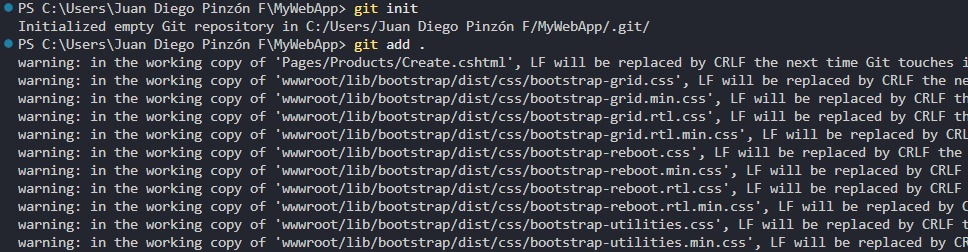 PS C:\Users\Juan Diego Pinzón F\MyWebApp> git init
Initialized empty Git repository in C:/Users/Juan Diego Pinzón F/MyWebApp/.git/
PS C:\Users\Juan Diego Pinzón F\MyWebApp> git add .
warning: in the working copy of 'Pages/Products/Create.cshtml', LF will be replaced by CRLF the next time Git touches i
warning: in the working copy of 'wwwroot/lib/bootstrap/dist/css/bootstrap-grid.css', LF will be replaced by CRLF the ne
warning: in the working copy of 'wwwroot/lib/bootstrap/dist/css/bootstrap-grid.min.css', LF will be replaced by CRLF th
warning: in the working copy of 'wwwroot/lib/bootstrap/dist/css/bootstrap-grid.rtl.css', LF will be replaced by CRLF th
warning: in the working copy of 'wwwroot/lib/bootstrap/dist/css/bootstrap-grid.rtl.min.css', LF will be replaced by CRL
warning: in the working copy of 'wwwroot/lib/bootstrap/dist/css/bootstrap-reboot.css', LF will be replaced by CRLF the
warning: in the working copy of 'wwwroot/lib/bootstrap/dist/css/bootstrap-reboot.min.css', LF will be replaced by CRLF
warning: in the working copy of 'wwwroot/lib/bootstrap/dist/css/bootstrap-reboot.rtl.css', LF will be replaced by CRLF
warning: in the working copy of 'wwwroot/lib/bootstrap/dist/css/bootstrap-reboot.rtl.min.css', LF will be replaced by C
warning: in the working copy of 'wwwroot/lib/bootstrap/dist/css/bootstrap-utilities.css', LF will be replaced by CRLF t
warning: in the working copy of 'wwwroot/lib/bootstrap/dist/css/bootstrap-utilities.min.css', LF will be replaced by C